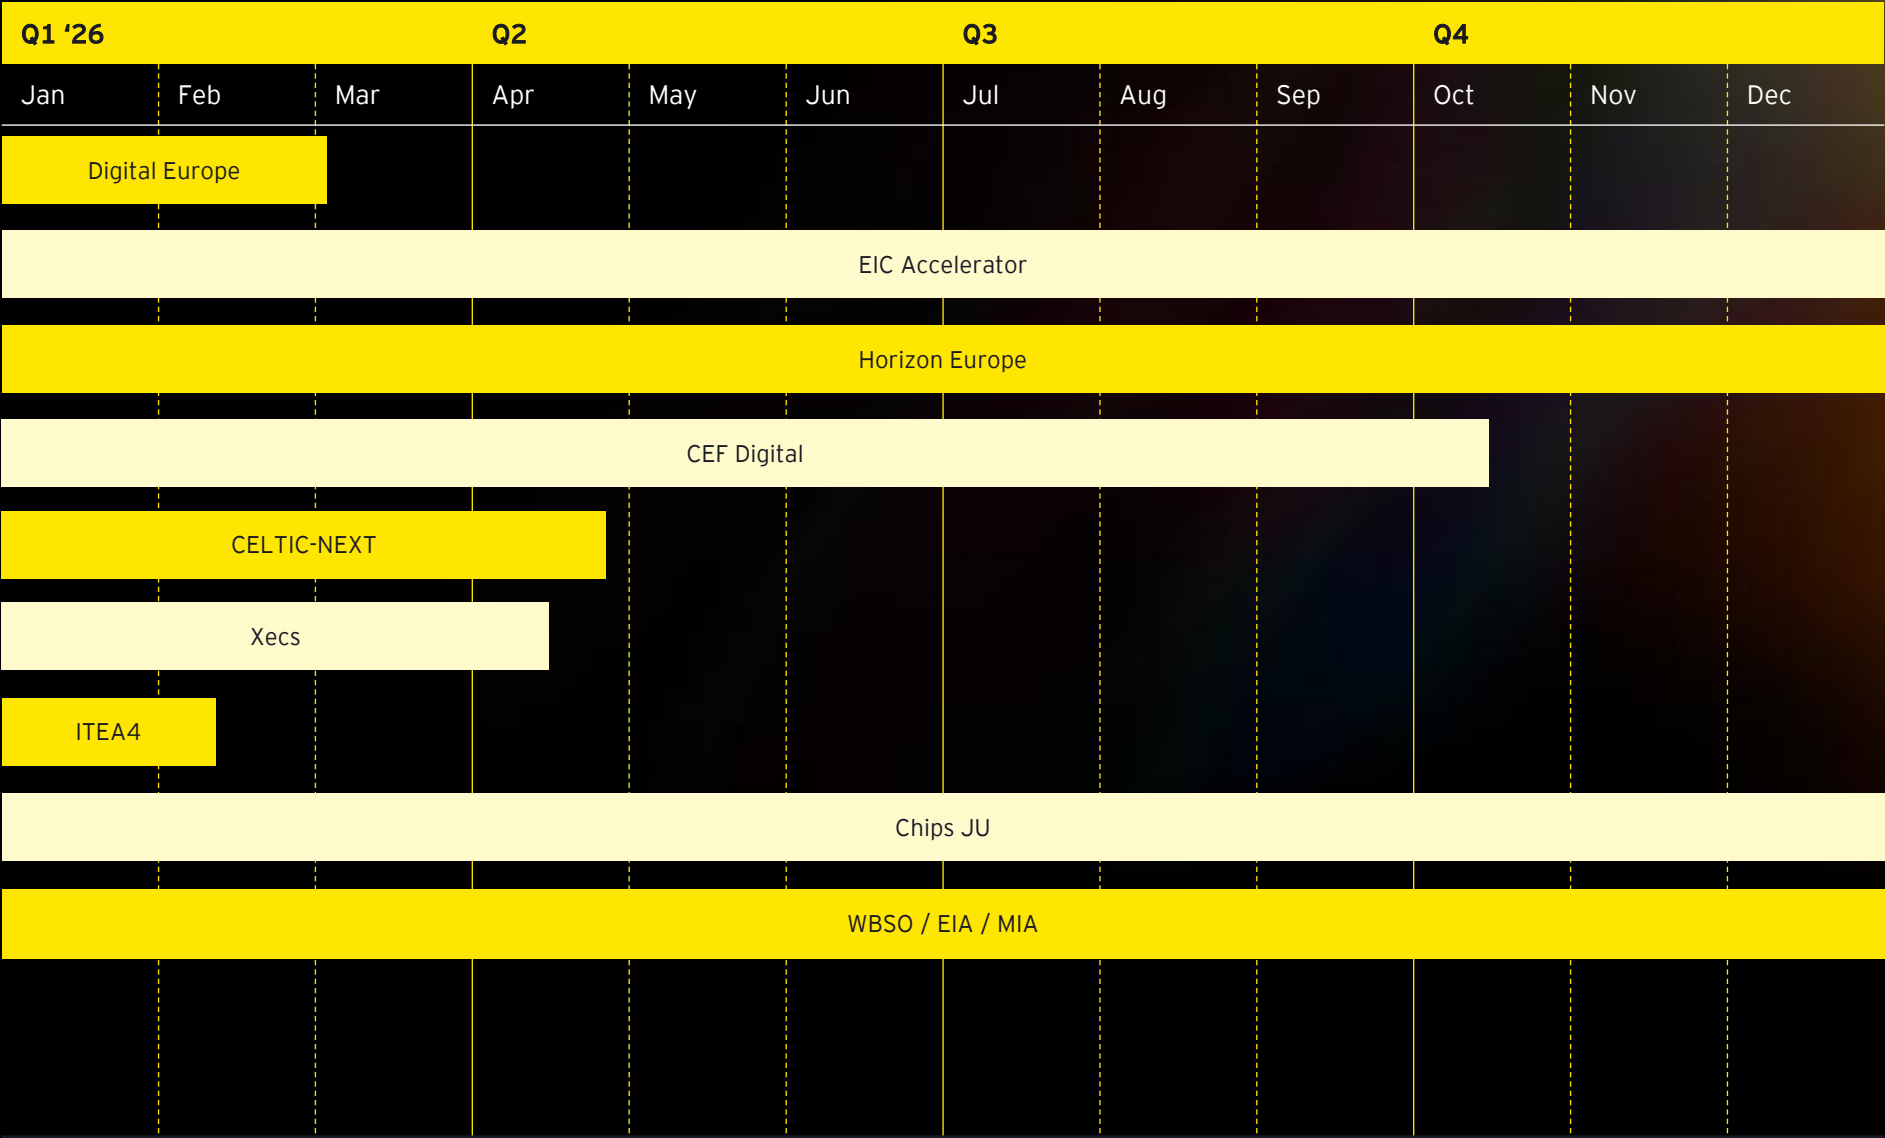 Q1 ‘26 Q2 Q3 Q4
Jan Feb Mar Apr May Jun Jul Aug Sep Oct Nov Dec
Digital Europe
EIC Accelerator
Horizon Europe
CEF Digital
CELTIC-NEXT
Xecs
ITEA4
Chips JU
WBSO / EIA / MIA